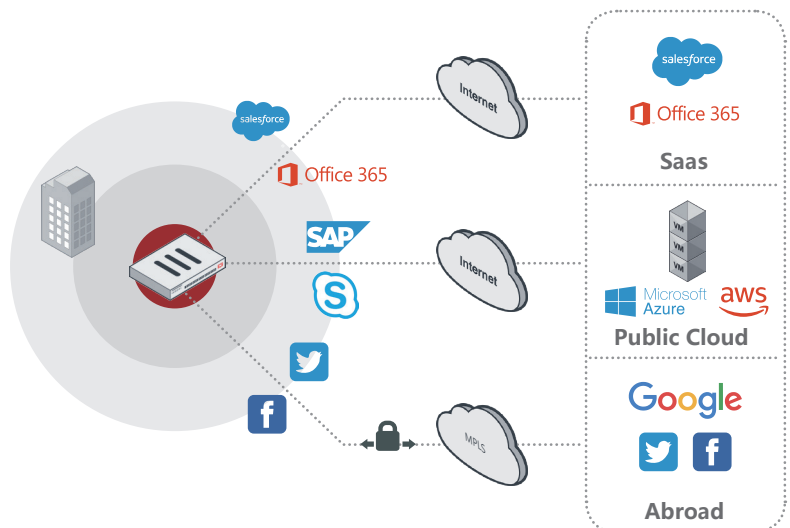 salesforce
Internet
salesforce
Office 365
Saas
Office 365
SAP
S
Internet
VM
VM
VM
Microsoft
Azure
aws
Public Cloud
f
MPLS
Google
f
Abroad